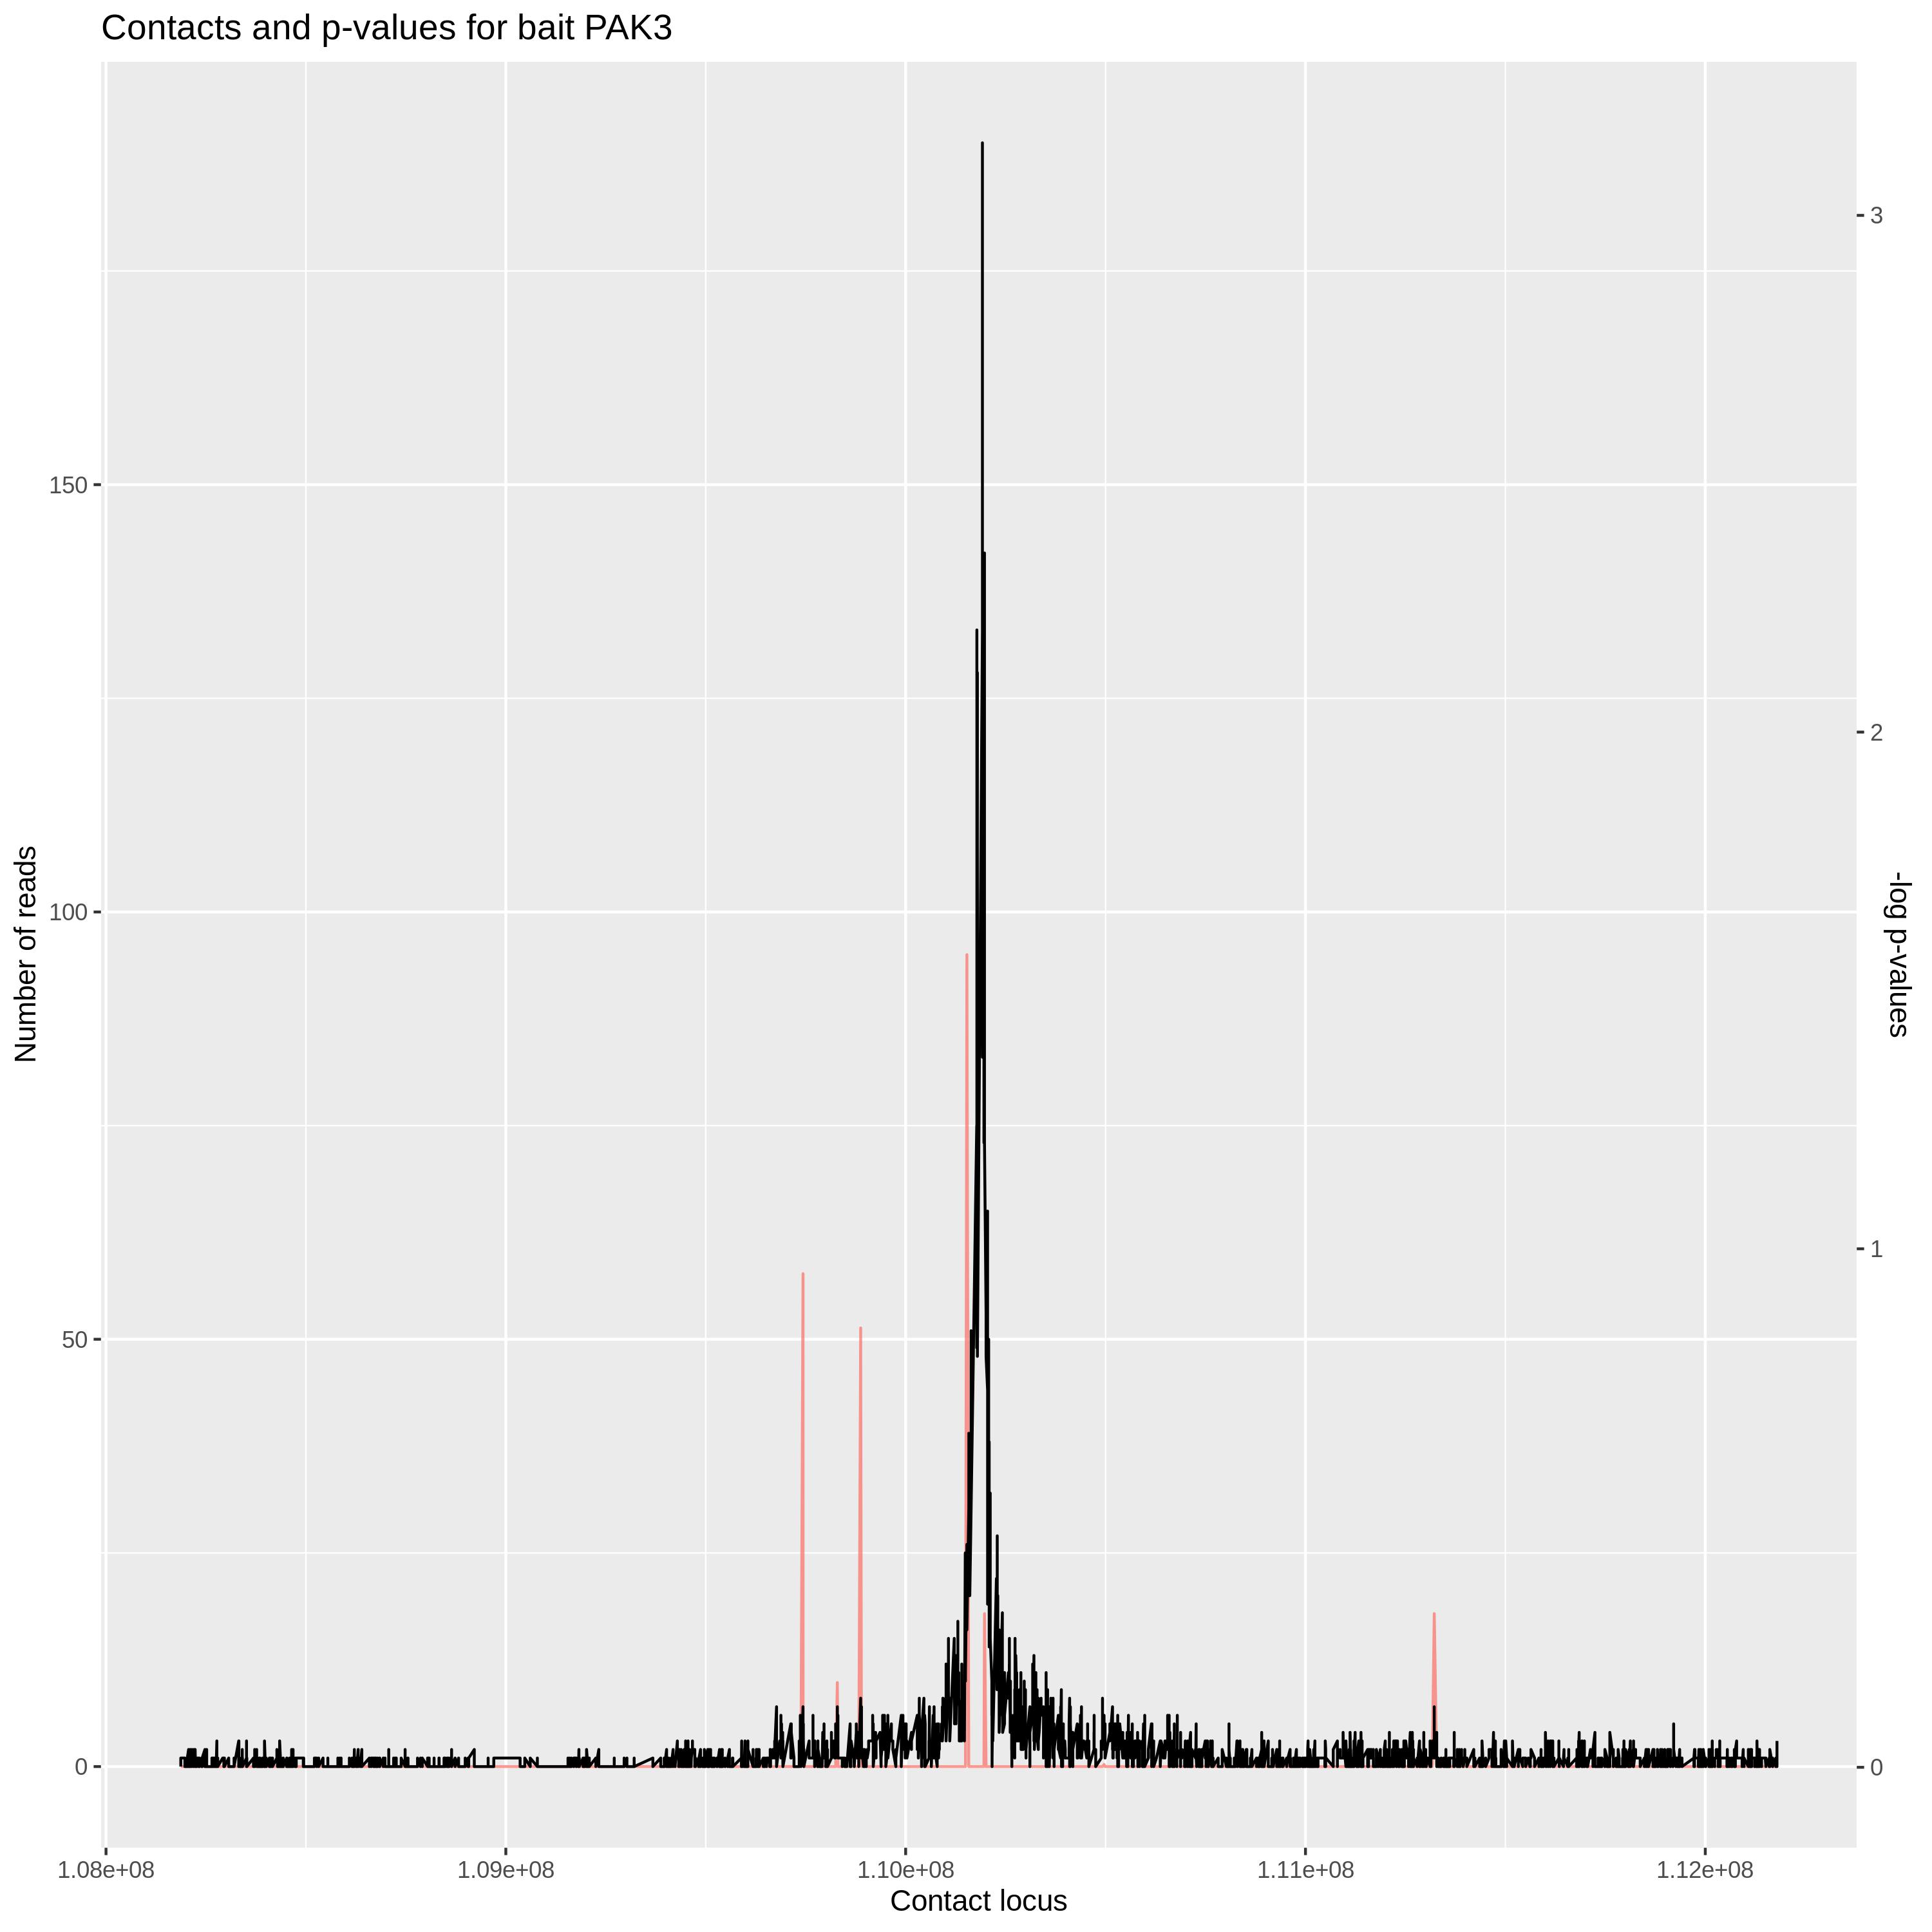 Contacts and p-values for bait PAK3
Number of reads
150
100
50
0
3
2
1
0
-log p-values
1.08e+08
1.09e+08
1.10e+08
1.11e+08
1.12e+08
Contact locus